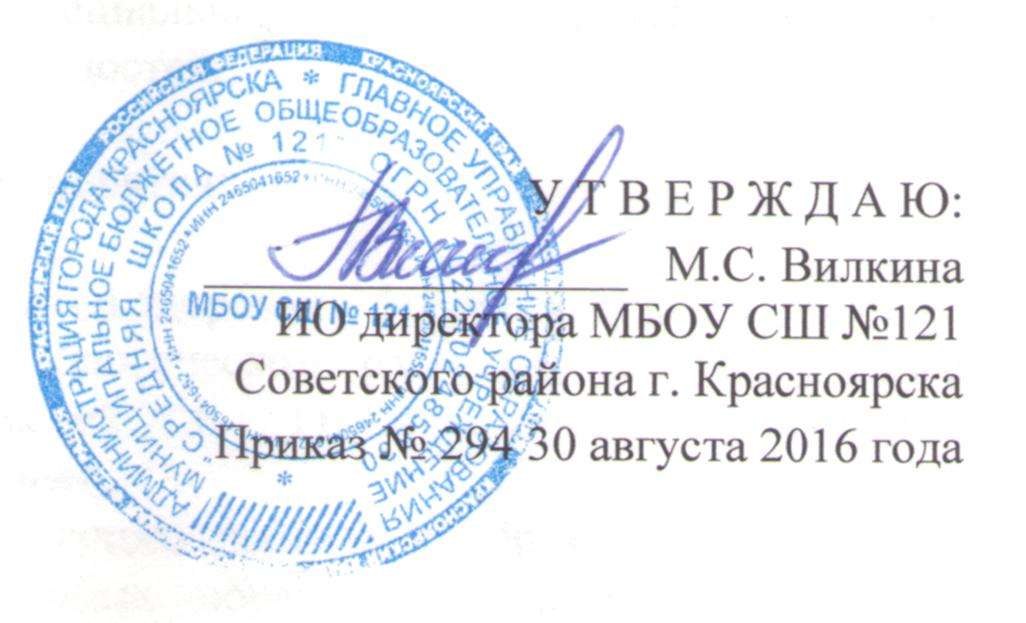 У Т В Е Р Ж Д А Ю:
М.С. Вилкина
ИО директора МБОУ СШ №121
Советского района г. Красноярска
Приказ № 294 30 августа 2016 года
РОССИЙСКАЯ ФЕДЕРАЦИЯ КРАСНОЯРСКИЙ КРАЙ
АДМИНИСТРАЦИЯ ГОРОДА КРАСНОЯРСКА * ГЛАВНОЕ УПРАВЛЕНИЕ ОБРАЗОВАНИЯ *
МУНИЦИПАЛЬНОЕ БЮДЖЕТНОЕ ОБЩЕОБРАЗОВАТЕЛЬНОЕ УЧРЕЖДЕНИЕ
"СРЕДНЯЯ ШКОЛА № 121" ОГРН
ИНН 2465041652
МБОУ СШ № 121